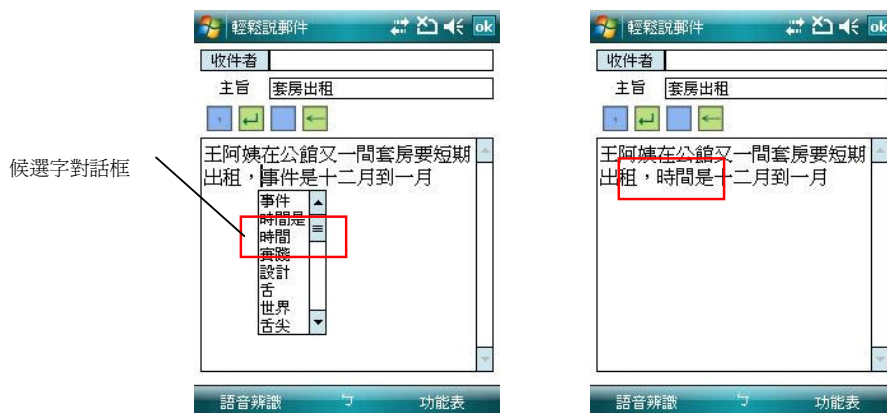 候選字對話框
輕鬆說郵件 ok
收件者
主旨 套房出租
, ↵ ←
王阿姨在公館又一間套房要短期
出租，事件是十二月到一月
事件
時間是
時間
實踐
設計
舌
世界
舌尖
語音辨識 ㄅ 功能表
輕鬆說郵件 ok
收件者
主旨 套房出租
, ↵ ←
王阿姨在公館又一間套房要短期
出租，時間是十二月到一月
語音辨識 ㄅ 功能表